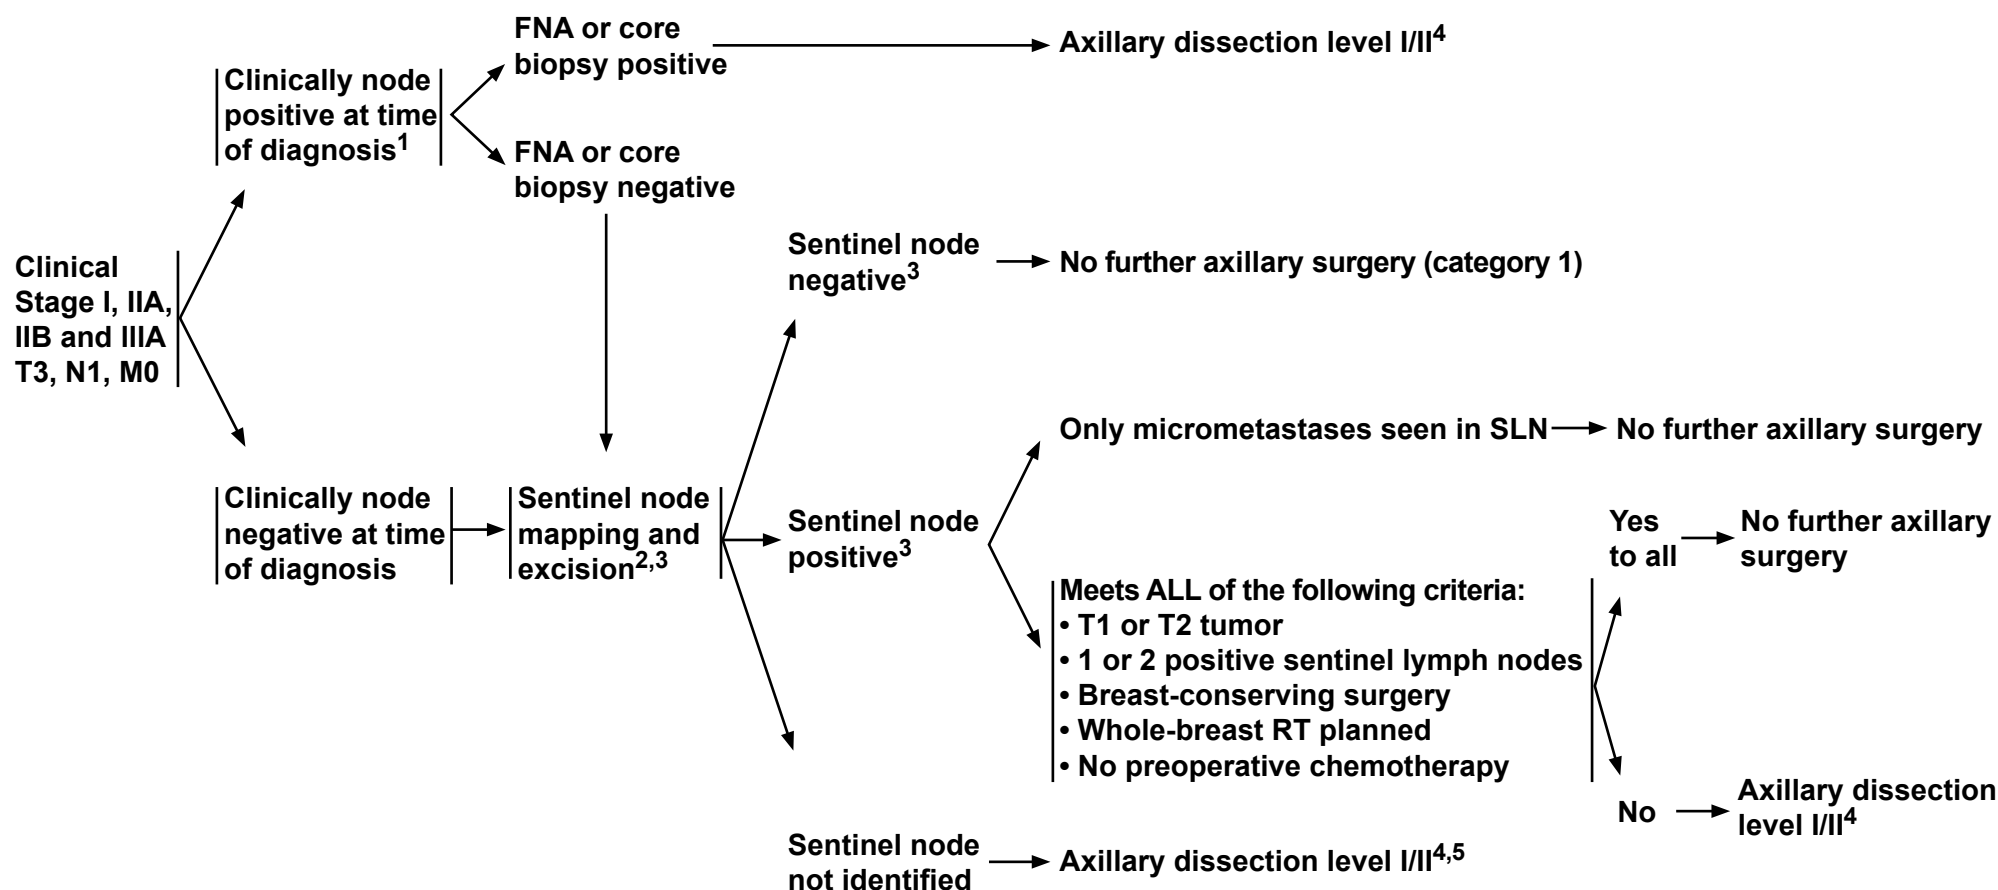 FNA or core
biopsy positive
Axillary dissection level I/II4
Clinically node
positive at time
of diagnosis1
FNA or core
biopsy negative
Clinical
Stage I, IIA,
IIB and IIIA
T3, N1, M0
Sentinel node
negative3
No further axillary surgery (category 1)
Only micrometastases seen in SLN
No further axillary surgery
Clinically node
negative at time
of diagnosis
Sentinel node
mapping and
excision2,3
Sentinel node
positive3
Meets ALL of the following criteria:
• T1 or T2 tumor
• 1 or 2 positive sentinel lymph nodes
• Breast-conserving surgery
• Whole-breast RT planned
• No preoperative chemotherapy
Yes
to all
No further axillary
surgery
No
Axillary dissection
level I/II4
Sentinel node
not identified
Axillary dissection level I/II4,5